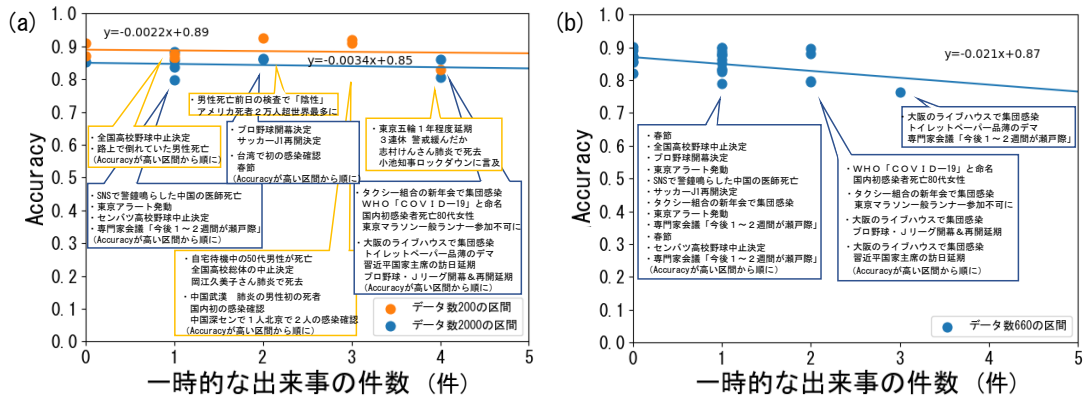 (a)
Accuracy
1.0
0.9
0.8
0.7
0.6
0.5
0.4
0.3
0.2
0.1
0.0
y=-0.0022x+0.89
y=-0.0034x+0.85
・男性死亡前日の検査で「陰性」
アメリカ死者2万人超世界最多に
・全国高校野球中止決定
・路上で倒れていた男性死亡
(Accuracyが高い区間から順に)
・プロ野球開幕決定
サッカーJ1再開決定
・台湾で初の感染確認
春節
(Accuracyが高い区間から順に)
・東京五輪1年程度延期
3連休 警戒緩んだか
志村けんさん肺炎で死去
小池知事ロックダウンに言及
・SNSで警鐘鳴らした中国の医師死亡
・東京アラート発動
・センバツ高校野球中止決定
・専門家会議「今後1~2週間が瀬戸際」
(Accuracyが高い区間から順に)
・タクシー組合の新年会で集団感染
WHO「COVID-19」と命名
国内初感染者死亡80代女性
東京マラソン一般ランナー参加不可に
・大阪のライブハウスで集団感染
トイレットペーパー品薄のデマ
習近平国家主席の訪日延期
プロ野球・Jリーグ開幕&再開延期
(Accuracyが高い区間から順に)
・自宅待機中の50代男性が死亡
全国高校総体の中止決定
岡江久美子さん肺炎で死去
・中国武漢 肺炎の男性初の死者
国内初の感染確認
中国深センで1人北京で2人の感染確認
(Accuracyが高い区間から順に)
データ数200の区間
データ数2000の区間
0
1
2
3
4
5
一時的な出来事の件数 (件)
(b)
Accuracy
1.0
0.9
0.8
0.7
0.6
0.5
0.4
0.3
0.2
0.1
0.0
y=-0.021x+0.87
・大阪のライブハウスで集団感染
トイレットペーパー品薄のデマ
専門家会議「今後1~2週間が瀬戸際」
・春節
・全国高校野球中止決定
・プロ野球開幕決定
・東京アラート発動
・SNSで警鐘鳴らした中国の医師死亡
・サッカーJ1再開決定
・タクシー組合の新年会で集団感染
・東京アラート発動
・専門家会議「今後1~2週間が瀬戸際」
・春節
・センバツ高校野球中止決定
・専門家会議「今後1~2週間が瀬戸際」
(Accuracyが高い区間から順に)
・WHO「COVID-19」と命名
国内初感染者死亡80代女性
・タクシー組合の新年会で集団感染
東京マラソン一般ランナー参加不可に
・大阪のライブハウスで集団感染
プロ野球・Jリーグ開幕&再開延期
・大阪のライブハウスで集団感染
習近平国家主席の訪日延期
(Accuracyが高い区間から順に)
データ数660の区間
0
1
2
3
4
5
一時的な出来事の件数 (件)